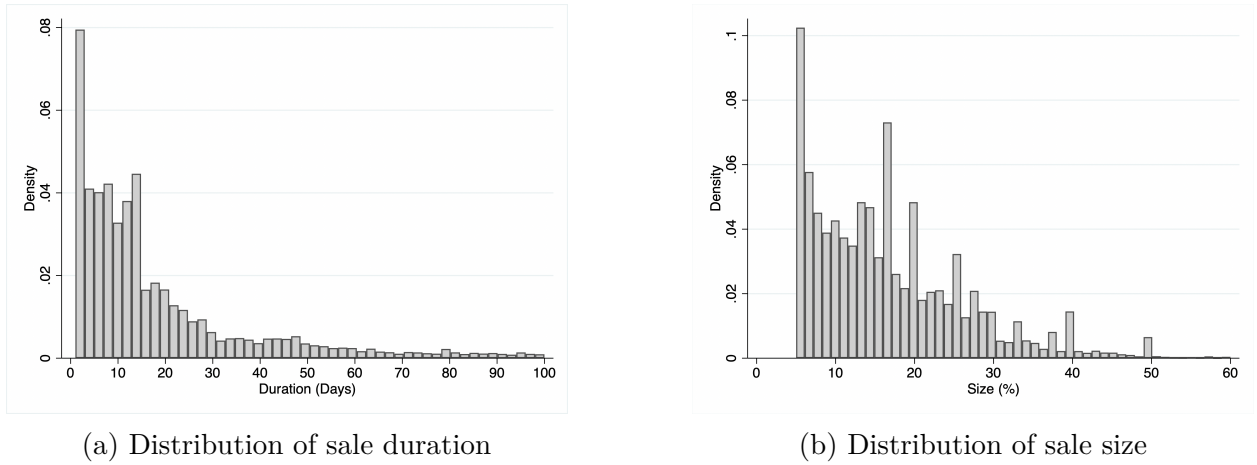 Density
.08
.06
.04
.02
0
0 10 20 30 40 50 60 70 80 90 100
Duration (Days)
(a) Distribution of sale duration
Density
.1
.08
.06
.04
.02
0
0 10 20 30 40 50 60
Size (%)
(b) Distribution of sale size